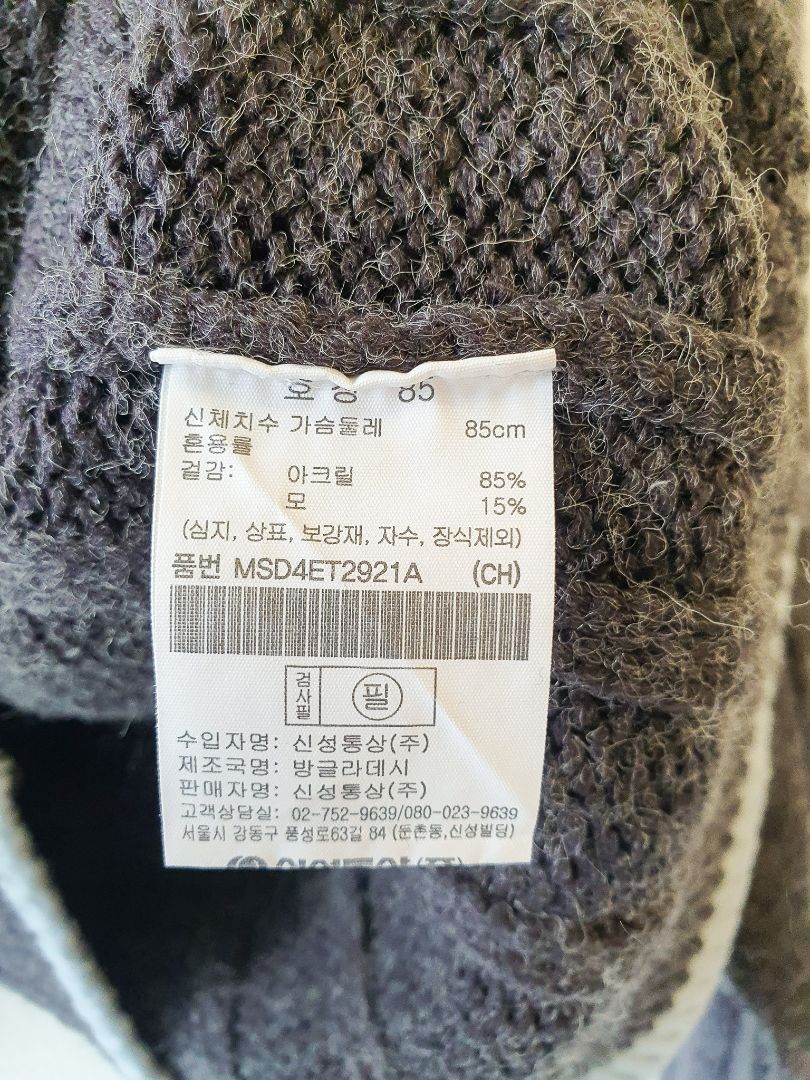 호칭 85
신체치수 가슴둘레 85cm
혼용률
겉감: 아크릴 85%
모 15%
(심지, 상표, 보강재, 자수, 장식제외)
품번 MSD4ET2921A (CH)
검사필 필
수입자명: 신성통상(주)
제조국명: 방글라데시
판매자명: 신성통상(주)
고객상담실: 02-752-9639/080-023-9639
서울시 강동구 풍성로63길 84 (둔촌동,신성빌딩)